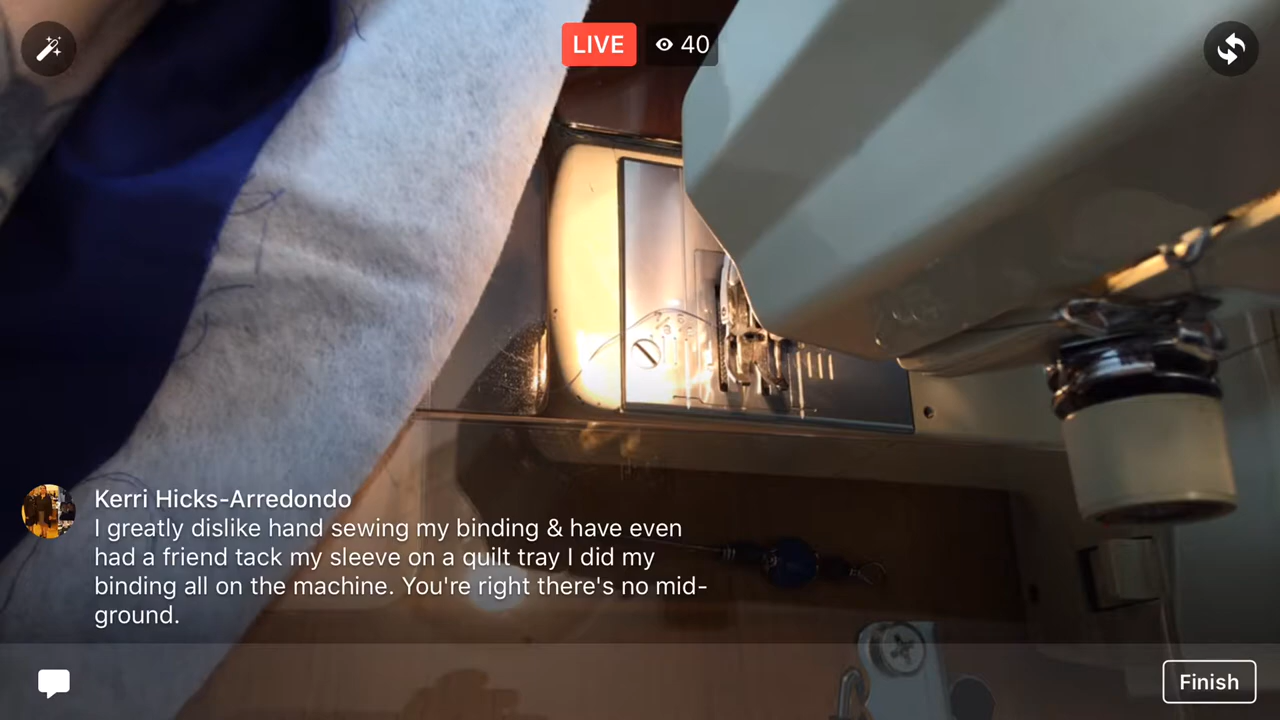 LIVE 40
Kerri Hicks-Arredondo
I greatly dislike hand sewing my binding & have even
had a friend tack my sleeve on a quilt tray I did my
binding all on the machine. You're right there's no mid-
ground.
Finish